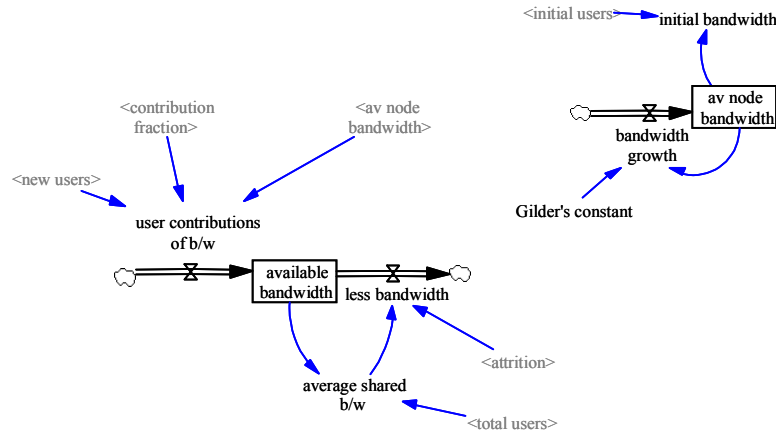 <initial users>
initial bandwidth
av node
bandwidth
bandwidth
growth
Gilder's constant
<contribution
fraction>
<av node
bandwidth>
<new users>
user contributions
of b/w
available
bandwidth
less bandwidth
<attrition>
average shared
b/w
<total users>